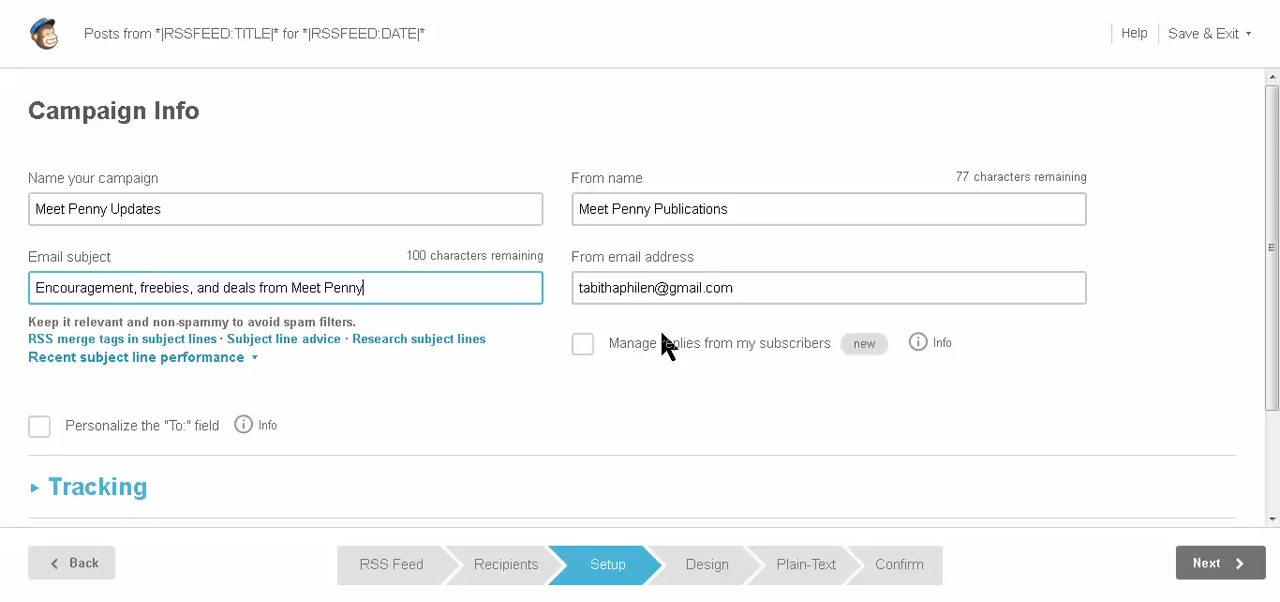 Posts from *|RSSFEED:TITLE|* for *|RSSFEED:DATE|*
Help
Save & Exit
Campaign Info
Name your campaign
Meet Penny Updates
From name
77 characters remaining
Meet Penny Publications
Email subject
100 characters remaining
Encouragement, freebies, and deals from Meet Penny
From email address
tabithaphilen@gmail.com
Keep it relevant and non-spammy to avoid spam filters.
RSS merge tags in subject lines · Subject line advice · Research subject lines
Recent subject line performance
Manage replies from my subscribers
new
Info
Personalize the "To:" field
Info
Tracking
Back
RSS Feed
Recipients
Setup
Design
Plain-Text
Confirm
Next